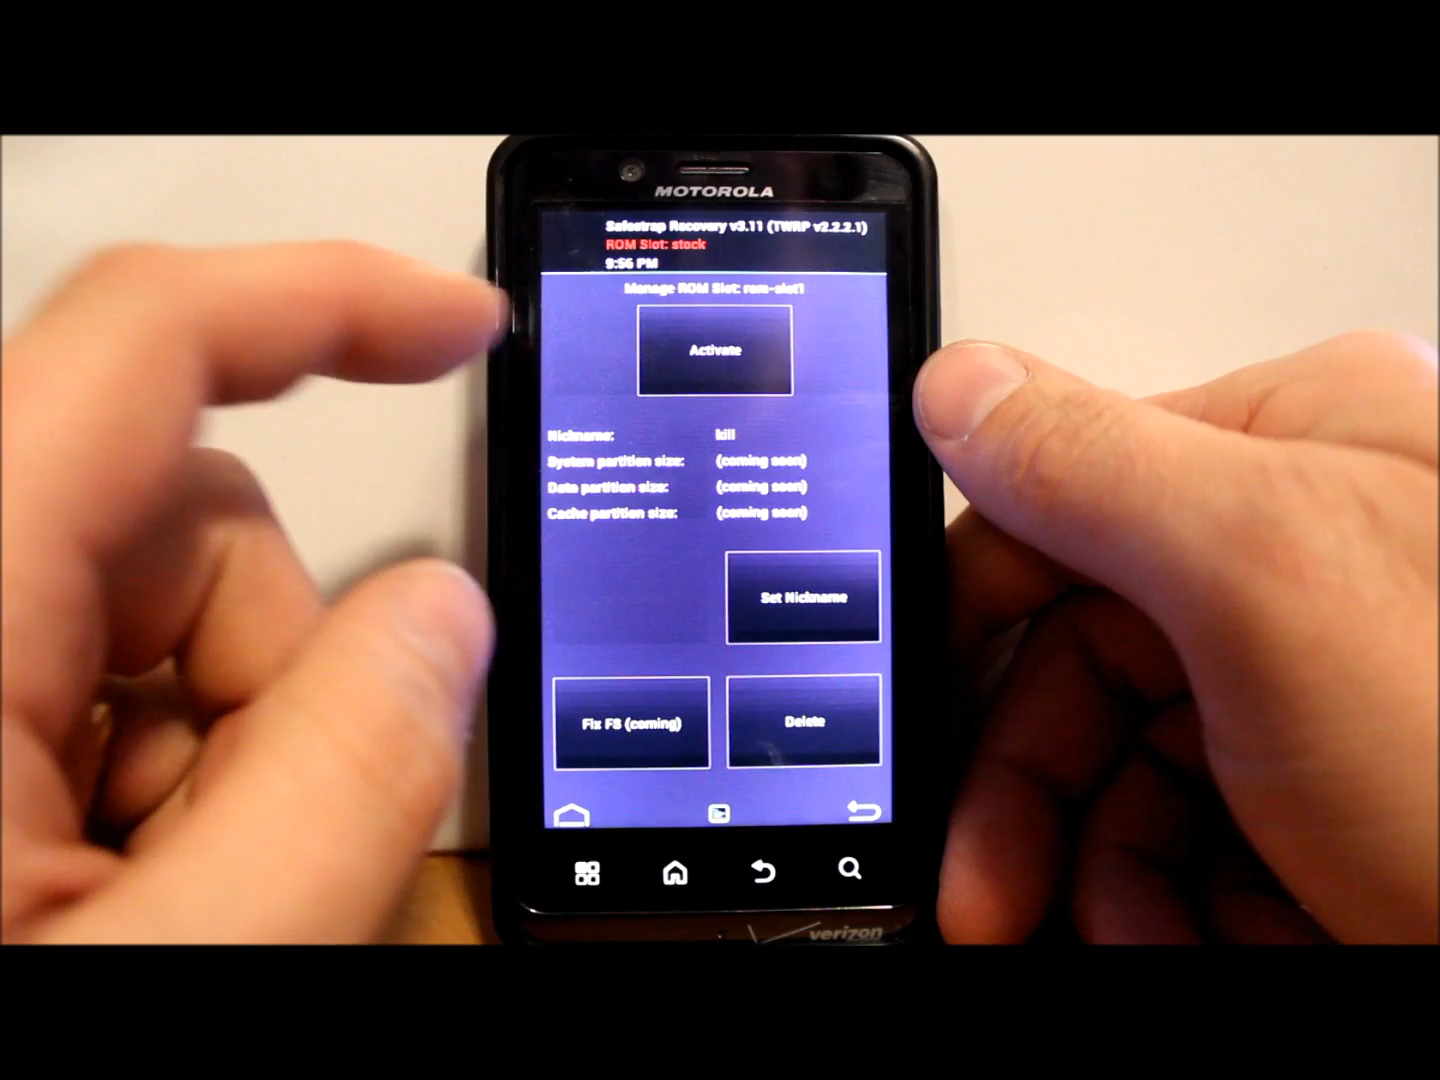 MOTOROLA
Safestrap Recovery v3.11 (TWRP v2.2.2.1)
ROM Slot: stock
9:56 PM
Manage ROM Slot: rom-slot1
Activate
Nickname: kill
System partition size: (coming soon)
Data partition size: (coming soon)
Cache partition size: (coming soon)
Set Nickname
Fix FS (coming)
Delete
verizon